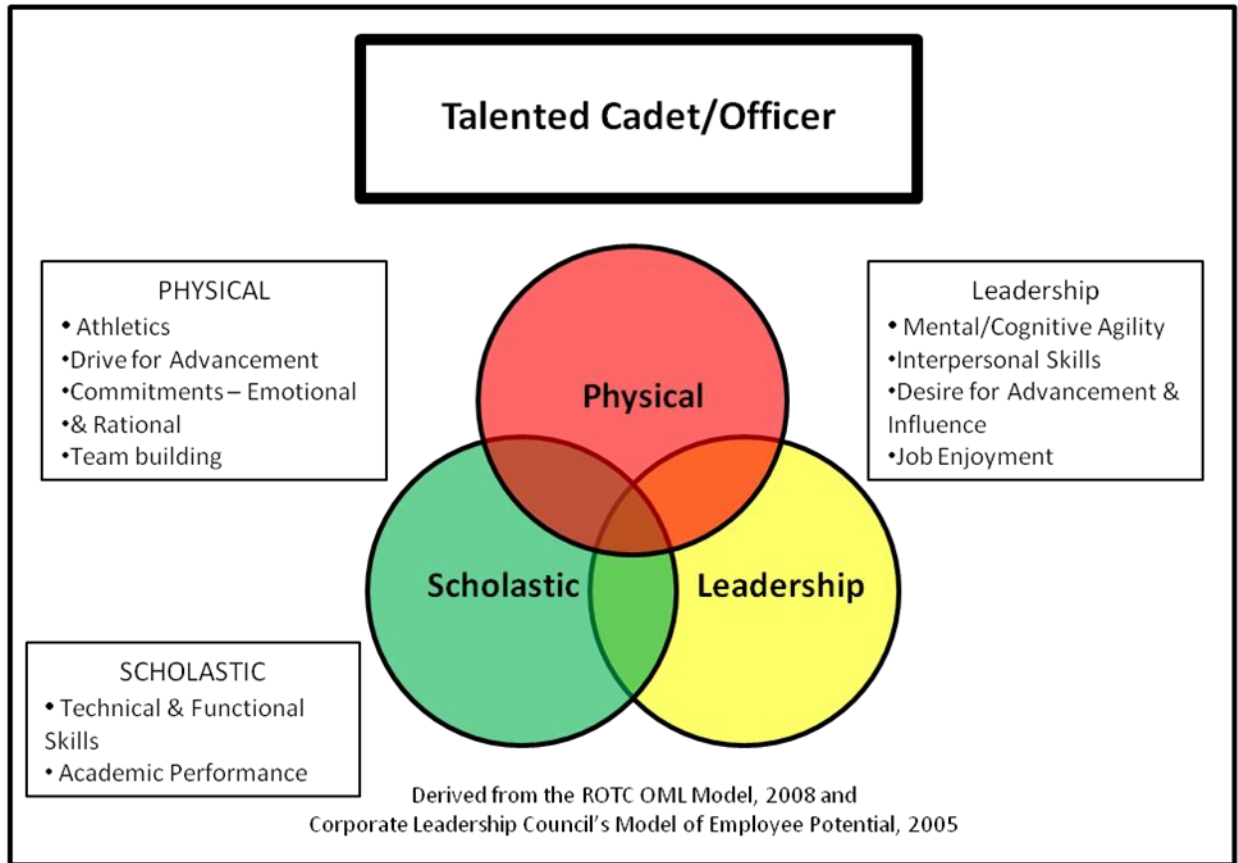 Talented Cadet/Officer
PHYSICAL
• Athletics
•Drive for Advancement
•Commitments – Emotional
•& Rational
•Team building
Leadership
• Mental/Cognitive Agility
•Interpersonal Skills
•Desire for Advancement &
Influence
•Job Enjoyment
Physical
Scholastic
Leadership
SCHOLASTIC
• Technical & Functional
Skills
• Academic Performance
Derived from the ROTC OML Model, 2008 and
Corporate Leadership Council's Model of Employee Potential, 2005